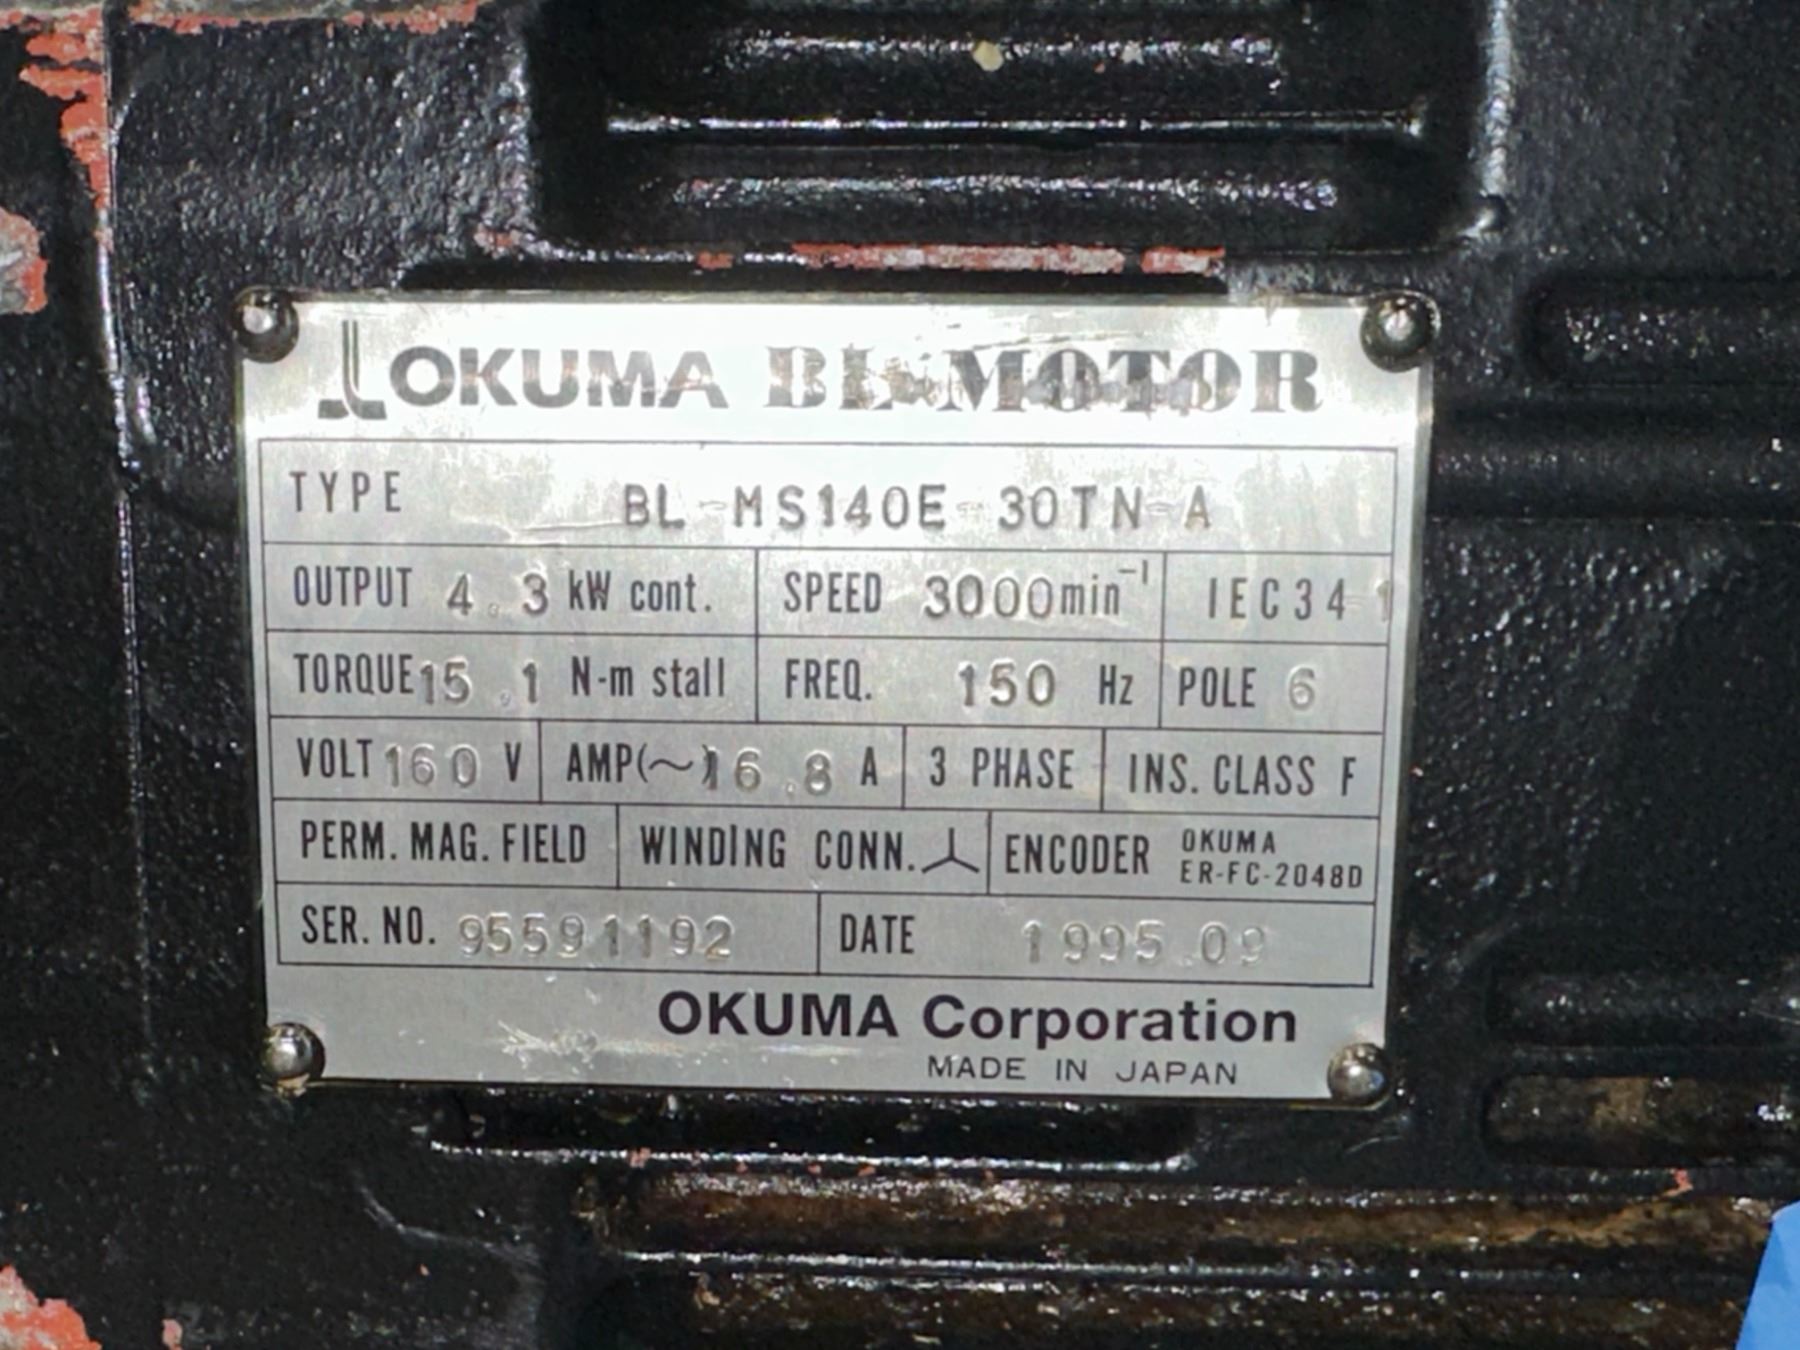 OKUMA BL-MOTOR
TYPE BL-MS140E-30TN-A
OUTPUT 4.3 kW cont. SPEED 3000min⁻¹ IEC34-1
TORQUE 15.1 N-m stall FREQ. 150 Hz POLE 6
VOLT 160 V AMP(~) 16.8 A 3 PHASE INS. CLASS F
PERM. MAG. FIELD WINDING CONN. ENCODER OKUMA
ER-FC-2048D
SER. NO. 95591192 DATE 1995.09
OKUMA Corporation
MADE IN JAPAN